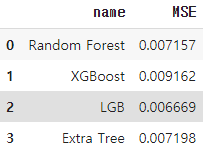 name MSE
0 Random Forest 0.007157
1 XGBoost 0.009162
2 LGB 0.006669
3 Extra Tree 0.007198